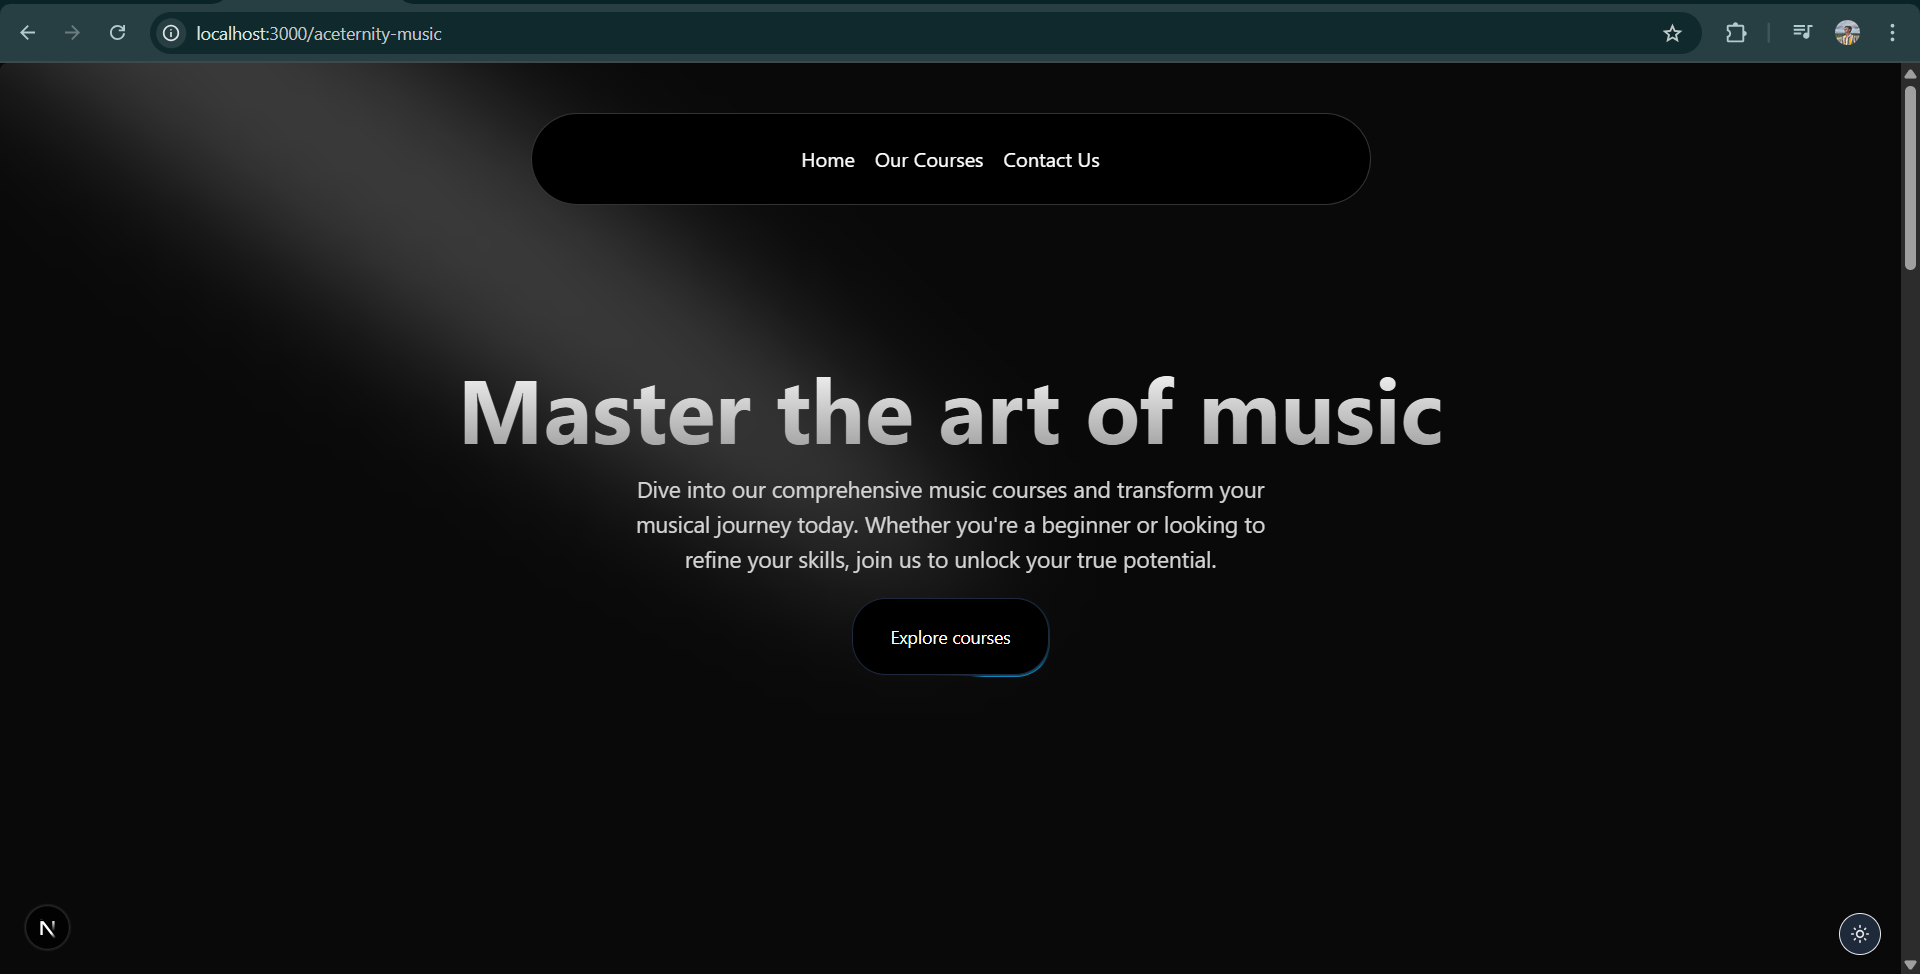 localhost:3000/aceternity-music
Home Our Courses Contact Us
Master the art of music
Dive into our comprehensive music courses and transform your
musical journey today. Whether you're a beginner or looking to
refine your skills, join us to unlock your true potential.
Explore courses
N